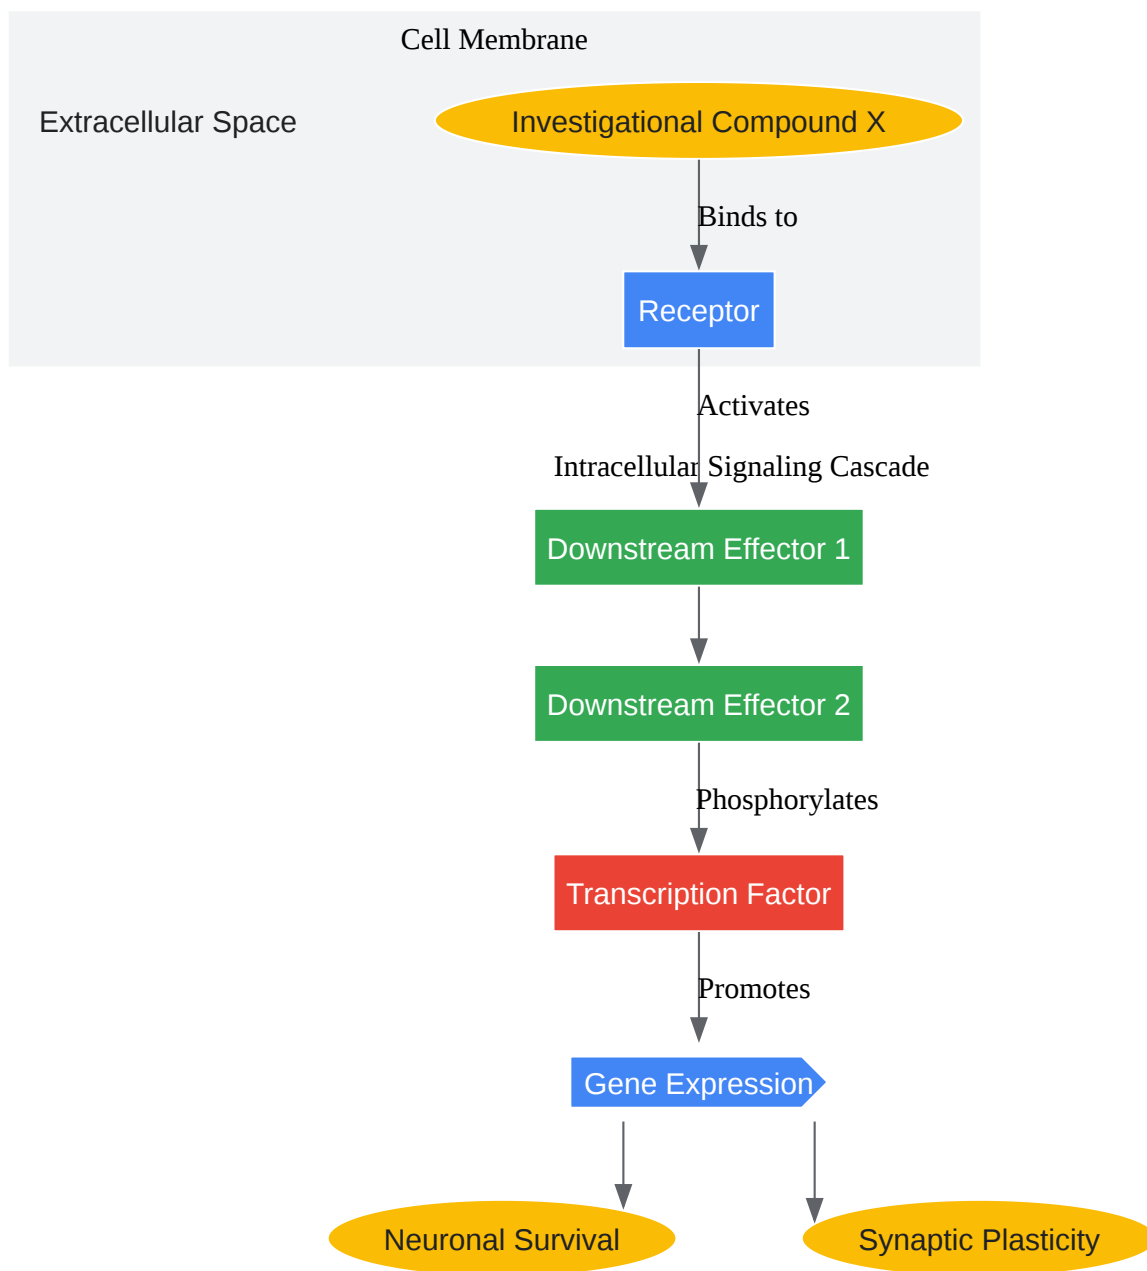 Cell Membrane
Extracellular Space
Investigational Compound X
Binds to
Receptor
Activates
Intracellular Signaling Cascade
Downstream Effector 1
Downstream Effector 2
Phosphorylates
Transcription Factor
Promotes
Gene Expression
Neuronal Survival
Synaptic Plasticity